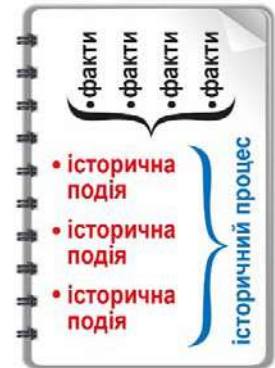 • факти
• факти
• факти
• факти
• історична
подія
• історична
подія
• історична
подія
історичний процес